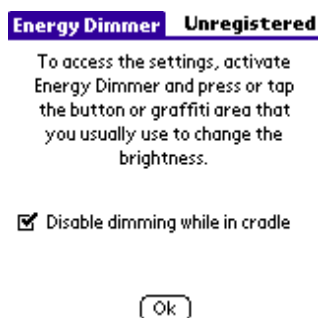 Energy Dimmer Unregistered
To access the settings, activate
Energy Dimmer and press or tap
the button or graffiti area that
you usually use to change the
brightness.
Disable dimming while in cradle
Ok